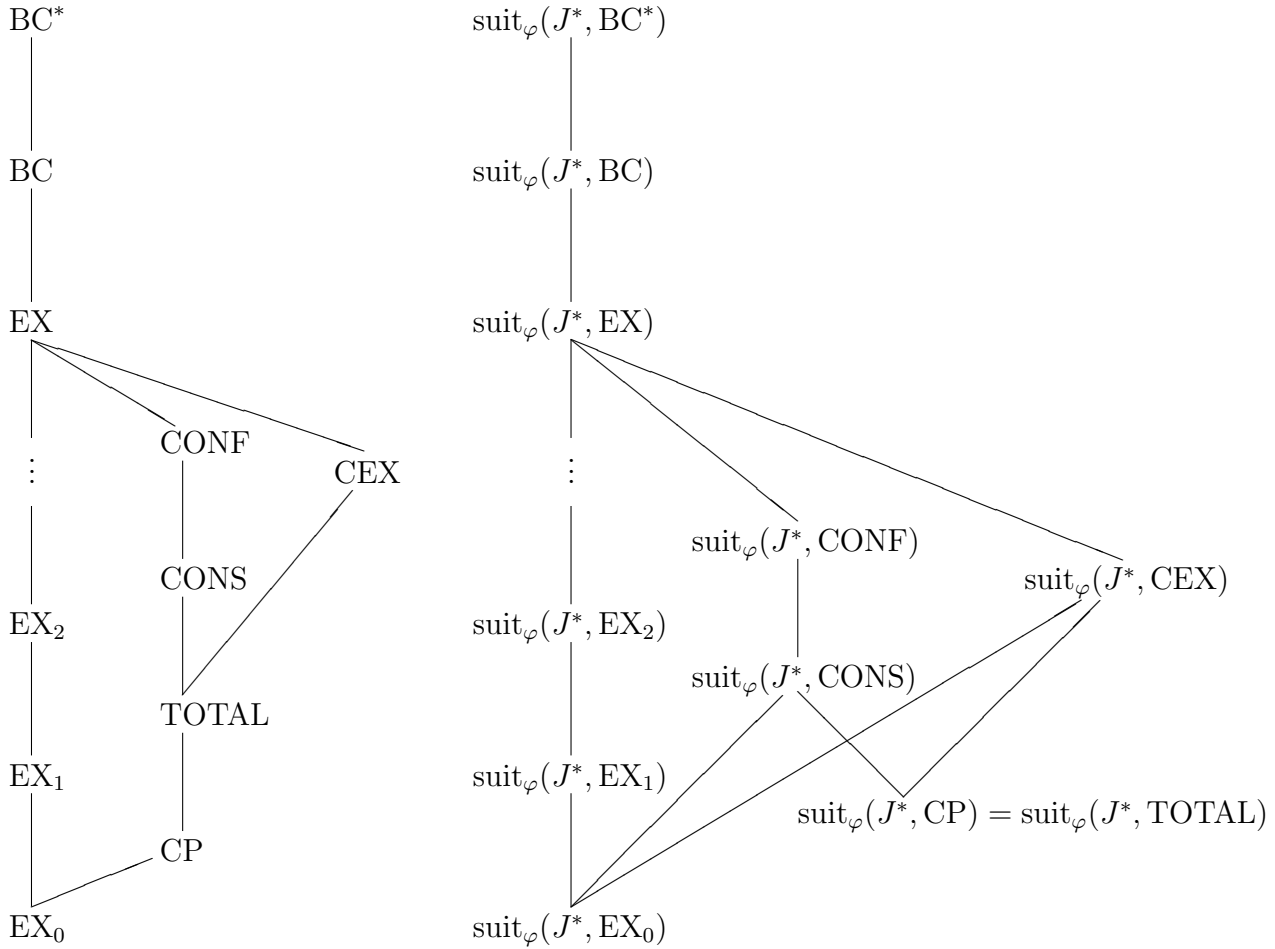 BC*
BC
EX
⋮
CONF
CEX
CONS
EX₂
TOTAL
EX₁
CP
EX₀
suit_φ(J*, BC*)
suit_φ(J*, BC)
suit_φ(J*, EX)
⋮
suit_φ(J*, CONF)
suit_φ(J*, CEX)
suit_φ(J*, EX₂)
suit_φ(J*, CONS)
suit_φ(J*, EX₁)
suit_φ(J*, CP) = suit_φ(J*, TOTAL)
suit_φ(J*, EX₀)